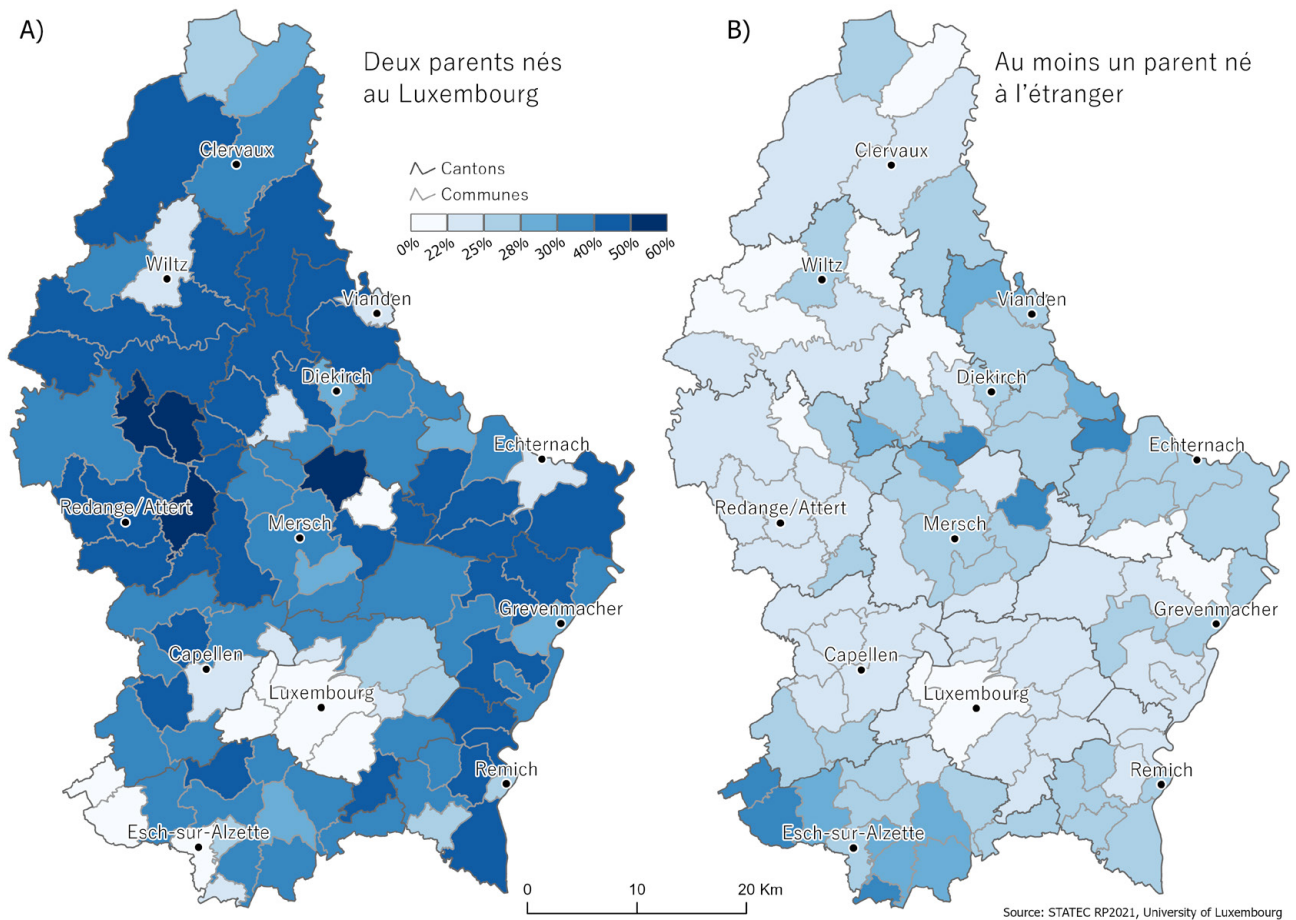 A)
Deux parents nés
au Luxembourg
Cantons
Communes
0% 22% 25% 28% 30% 40% 50% 60%
Clervaux
Wiltz
Vianden
Diekirch
Echternach
Redange/Attert
Mersch
Grevenmacher
Capellen
Luxembourg
Remich
Esch-sur-Alzette
B)
Au moins un parent né
à l'étranger
Clervaux
Wiltz
Vianden
Diekirch
Echternach
Redange/Attert
Mersch
Grevenmacher
Capellen
Luxembourg
Remich
Esch-sur-Alzette
0 10 20 Km
Source: STATEC RP2021, University of Luxembourg